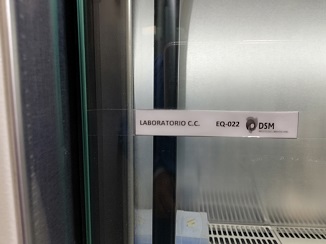 LABORATORIO C.C. EQ-022 DSM